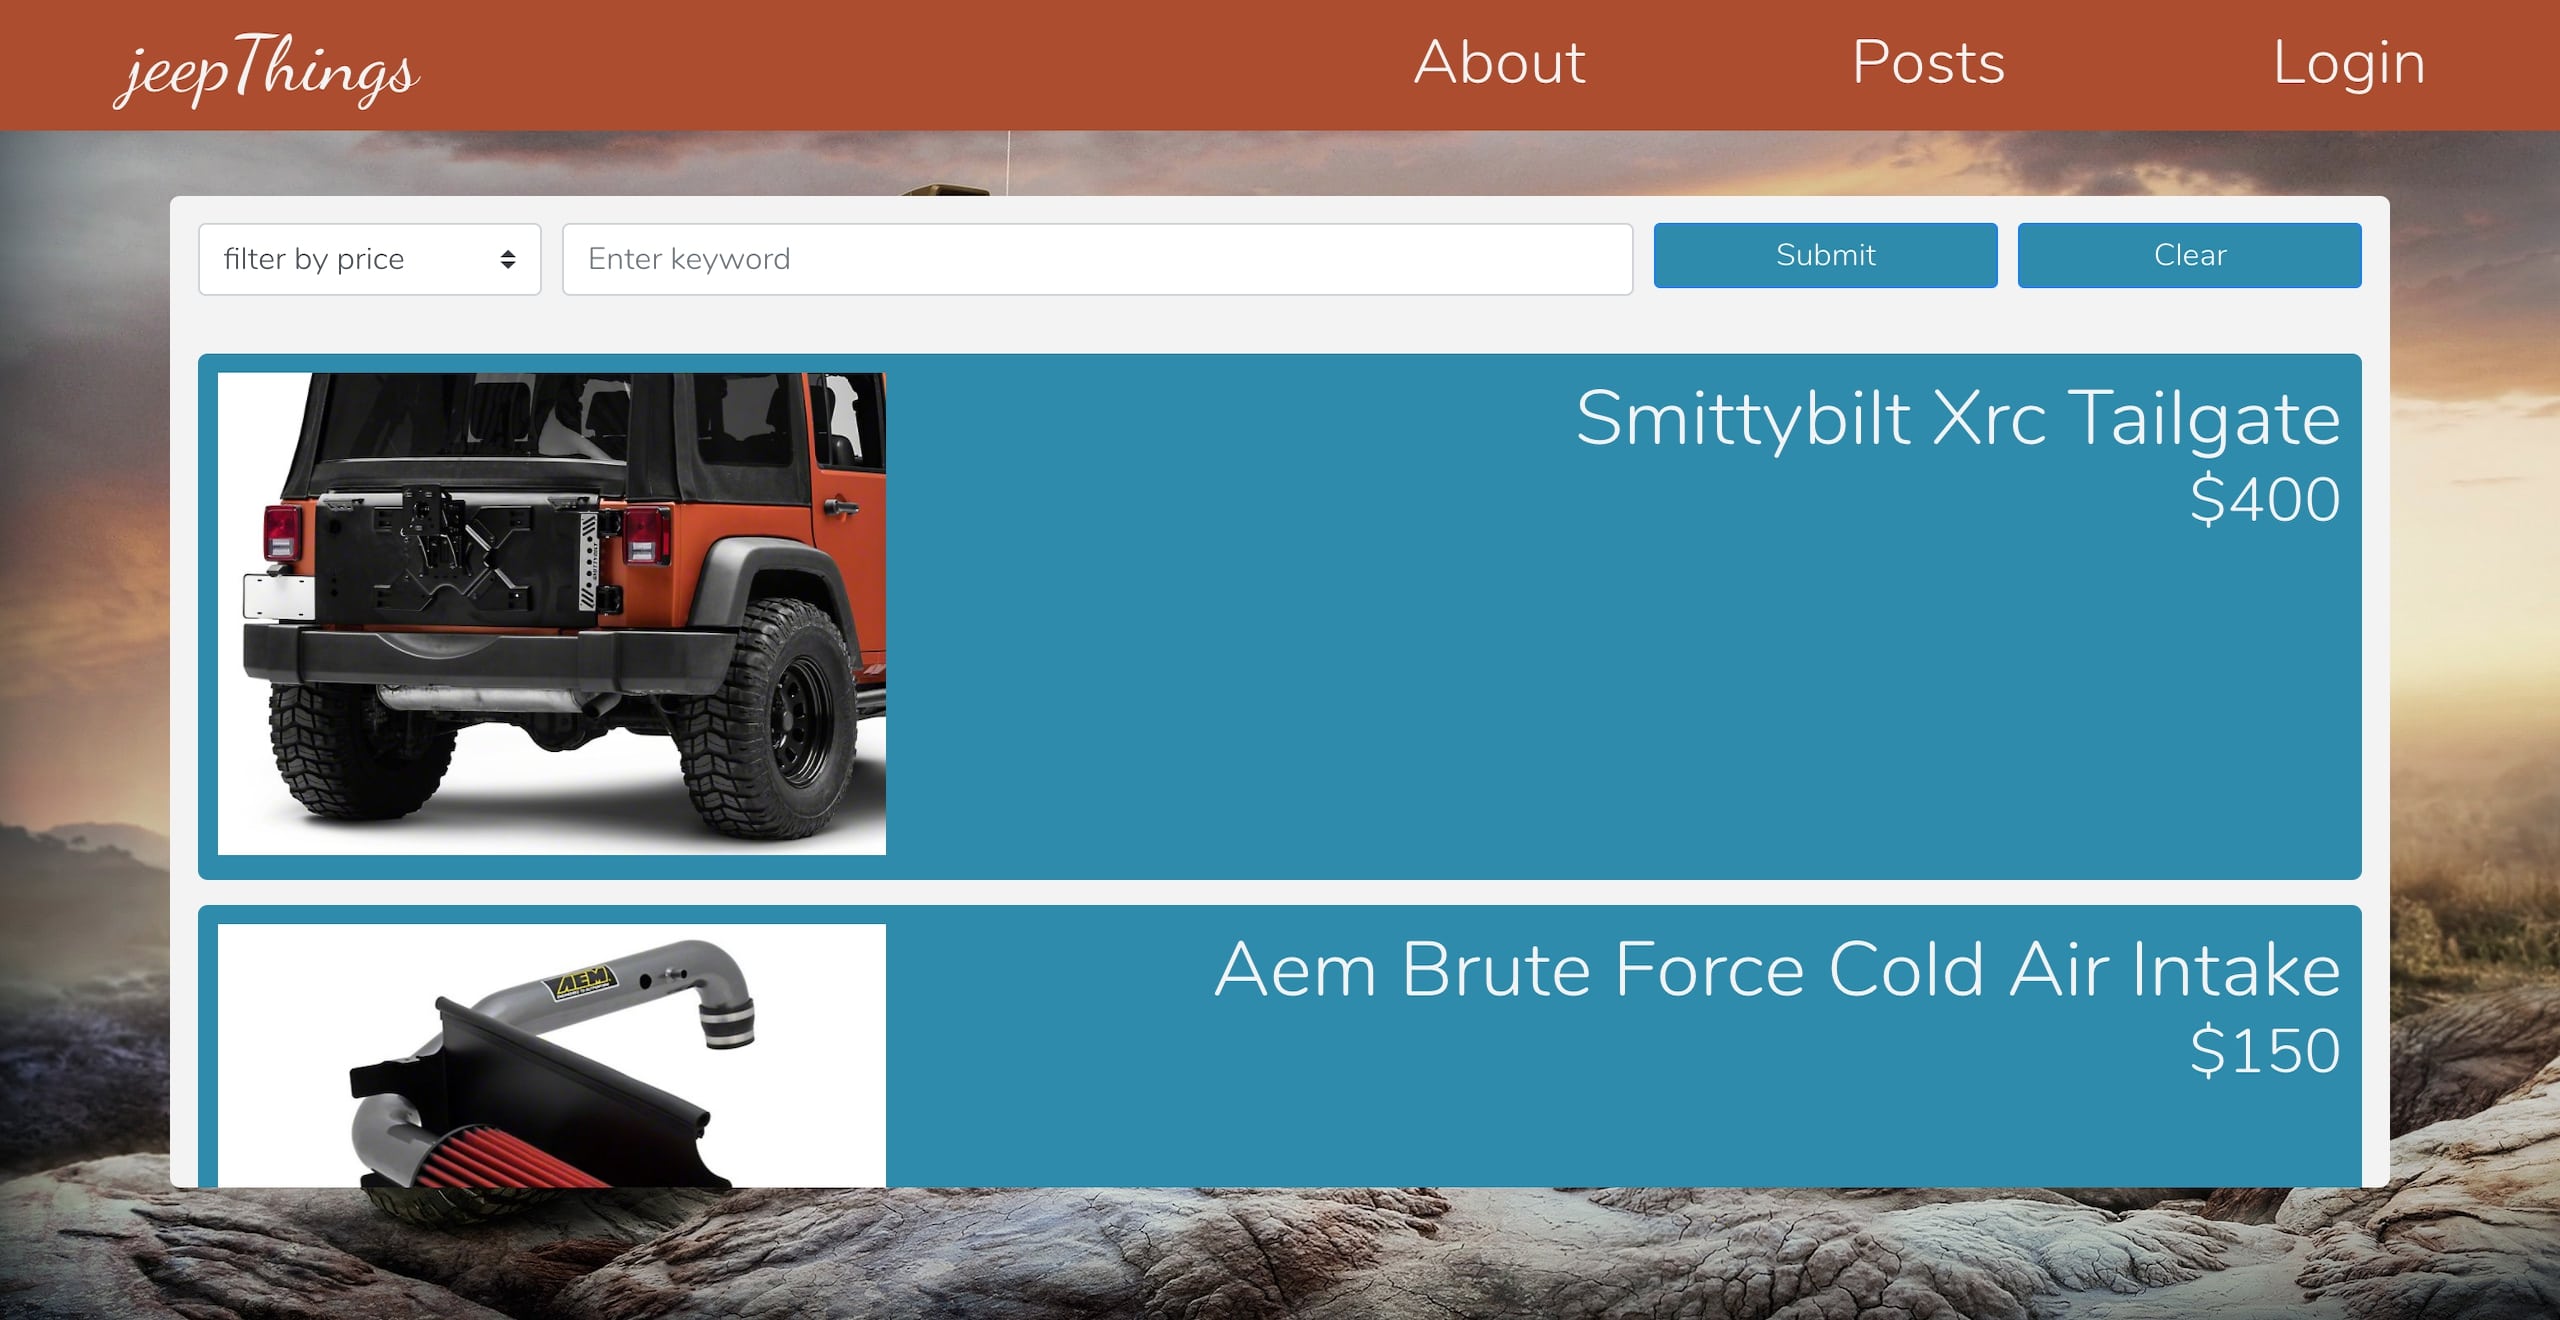 jeepThings
About
Posts
Login
filter by price
Enter keyword
Submit
Clear
Smittybilt Xrc Tailgate
$400
Aem Brute Force Cold Air Intake
$150
AEM